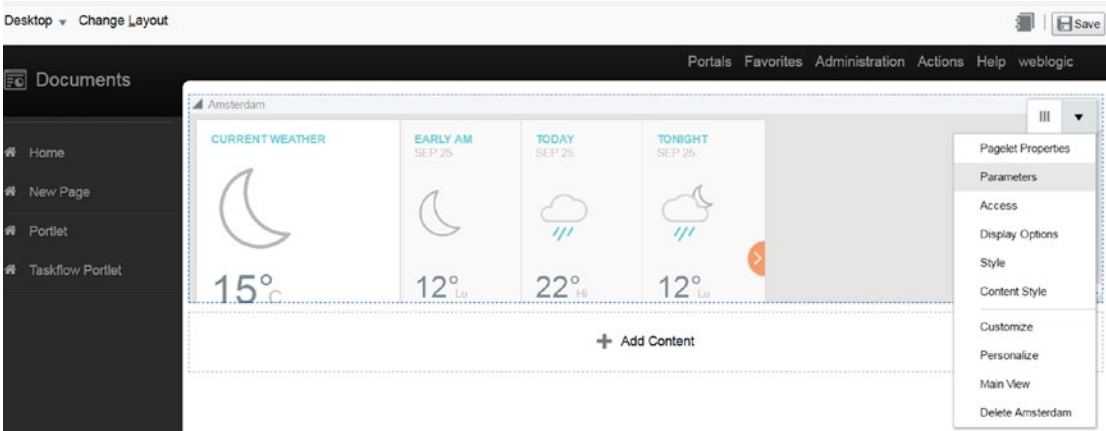 Desktop Change Layout
Save
Portals Favorites Administration Actions Help weblogic
Documents
Home
New Page
Portlet
Taskflow Portlet
Amsterdam
CURRENT WEATHER
15°C
EARLY AM
SEP 25
12° Lo
TODAY
SEP 25
22° Hi
TONIGHT
SEP 25
12° Lo
Add Content
Pagelet Properties
Parameters
Access
Display Options
Style
Content Style
Customize
Personalize
Main View
Delete Amsterdam